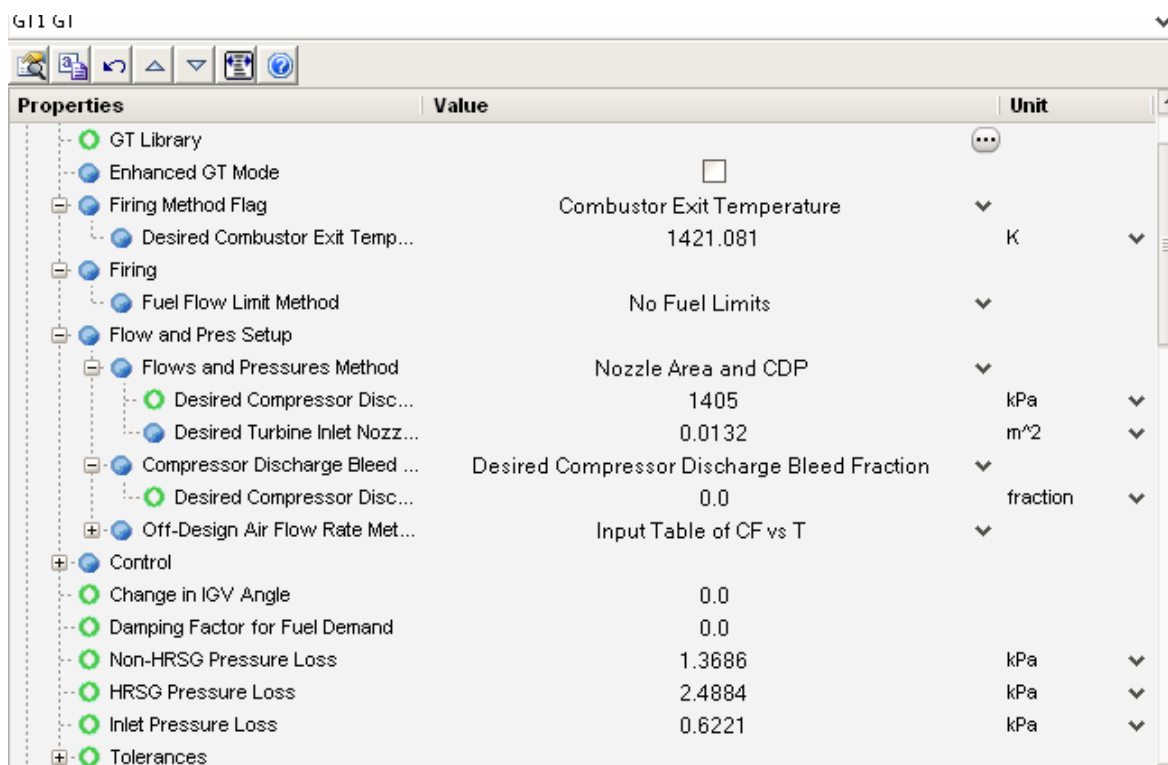 GT1 GT
Properties Value Unit
GT Library
Enhanced GT Mode
Firing Method Flag Combustor Exit Temperature
Desired Combustor Exit Temp... 1421.081 K
Firing
Fuel Flow Limit Method No Fuel Limits
Flow and Pres Setup
Flows and Pressures Method Nozzle Area and CDP
Desired Compressor Disc... 1405 kPa
Desired Turbine Inlet Nozz... 0.0132 m^2
Compressor Discharge Bleed ... Desired Compressor Discharge Bleed Fraction
Desired Compressor Disc... 0.0 fraction
Off-Design Air Flow Rate Met... Input Table of CF vs T
Control
Change in IGV Angle 0.0
Damping Factor for Fuel Demand 0.0
Non-HRSG Pressure Loss 1.3686 kPa
HRSG Pressure Loss 2.4884 kPa
Inlet Pressure Loss 0.6221 kPa
Tolerances